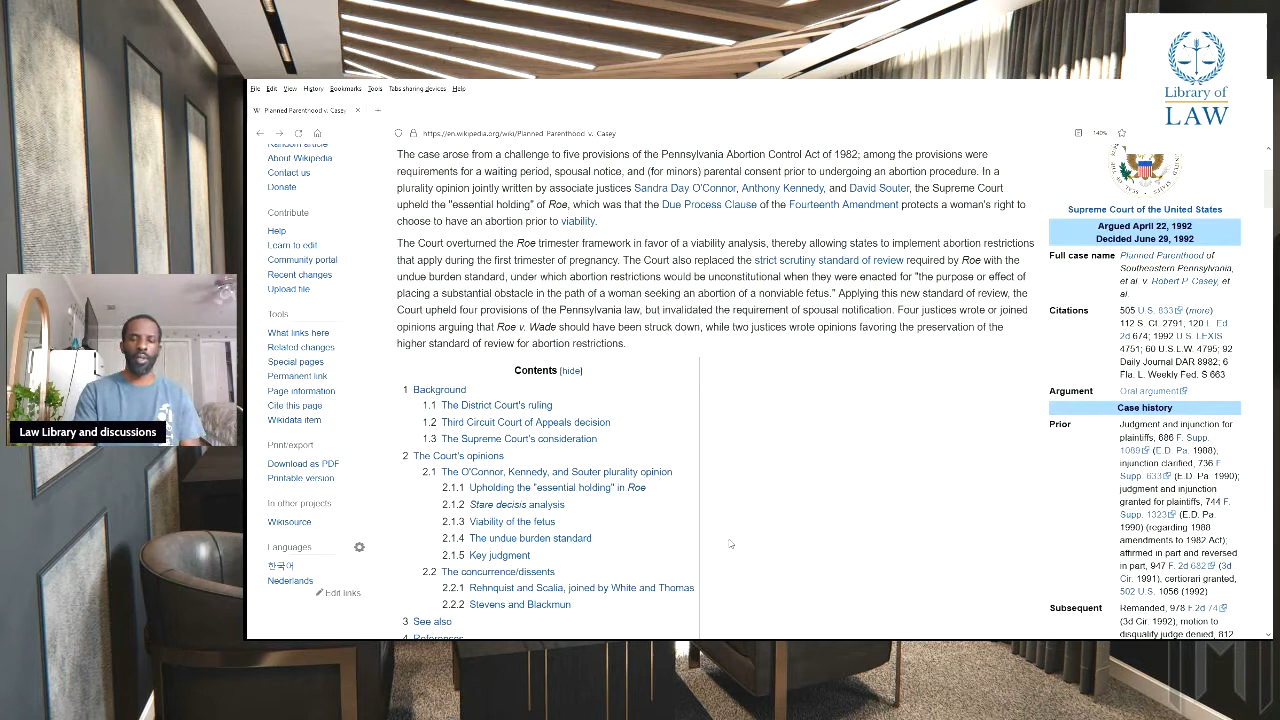 Library of
LAW
File Edit View History Bookmarks Tools Tabs sharing devices Help
Planned Parenthood v. Casey
https://en.wikipedia.org/wiki/Planned_Parenthood_v._Casey
140%
Random article
About Wikipedia
Contact us
Donate
Contribute
Help
Learn to edit
Community portal
Recent changes
Upload file
Tools
What links here
Related changes
Special pages
Permanent link
Page information
Cite this page
Wikidata item
Print/export
Download as PDF
Printable version
In other projects
Wikisource
Languages
한국어
Nederlands
Edit links
The case arose from a challenge to five provisions of the Pennsylvania Abortion Control Act of 1982; among the provisions were
requirements for a waiting period, spousal notice, and (for minors) parental consent prior to undergoing an abortion procedure. In a
plurality opinion jointly written by associate justices Sandra Day O'Connor, Anthony Kennedy, and David Souter, the Supreme Court
upheld the "essential holding" of Roe, which was that the Due Process Clause of the Fourteenth Amendment protects a woman's right to
choose to have an abortion prior to viability.
The Court overturned the Roe trimester framework in favor of a viability analysis, thereby allowing states to implement abortion restrictions
that apply during the first trimester of pregnancy. The Court also replaced the strict scrutiny standard of review required by Roe with the
undue burden standard, under which abortion restrictions would be unconstitutional when they were enacted for "the purpose or effect of
placing a substantial obstacle in the path of a woman seeking an abortion of a nonviable fetus." Applying this new standard of review, the
Court upheld four provisions of the Pennsylvania law, but invalidated the requirement of spousal notification. Four justices wrote or joined
opinions arguing that Roe v. Wade should have been struck down, while two justices wrote opinions favoring the preservation of the
higher standard of review for abortion restrictions.
Contents [hide]
1 Background
1.1 The District Court's ruling
1.2 Third Circuit Court of Appeals decision
1.3 The Supreme Court's consideration
2 The Court's opinions
2.1 The O'Connor, Kennedy, and Souter plurality opinion
2.1.1 Upholding the "essential holding" in Roe
2.1.2 Stare decisis analysis
2.1.3 Viability of the fetus
2.1.4 The undue burden standard
2.1.5 Key judgment
2.2 The concurrence/dissents
2.2.1 Rehnquist and Scalia, joined by White and Thomas
2.2.2 Stevens and Blackmun
3 See also
4 References
Supreme Court of the United States
Argued April 22, 1992
Decided June 29, 1992
Full case name Planned Parenthood of
Southeastern Pennsylvania,
et al. v. Robert P. Casey, et
al.
Citations 505 U.S. 833 (more)
112 S. Ct. 2791; 120 L. Ed.
2d 674; 1992 U.S. LEXIS
4751; 60 U.S.L.W. 4795; 92
Daily Journal DAR 8982; 6
Fla. L. Weekly Fed. S 663
Argument Oral argument
Case history
Prior Judgment and injunction for
plaintiffs, 686 F. Supp.
1089 (E.D. Pa. 1988),
injunction clarified, 736 F.
Supp. 633 (E.D. Pa. 1990);
judgment and injunction
granted for plaintiffs, 744 F.
Supp. 1323 (E.D. Pa.
1990) (regarding 1988
amendments to 1982 Act);
affirmed in part and reversed
in part, 947 F. 2d 682 (3d
Cir. 1991), certiorari granted,
502 U.S. 1056 (1992)
Subsequent Remanded, 978 F.2d 74
(3d Cir. 1992); motion to
disqualify judge denied, 812
Law Library and discussions